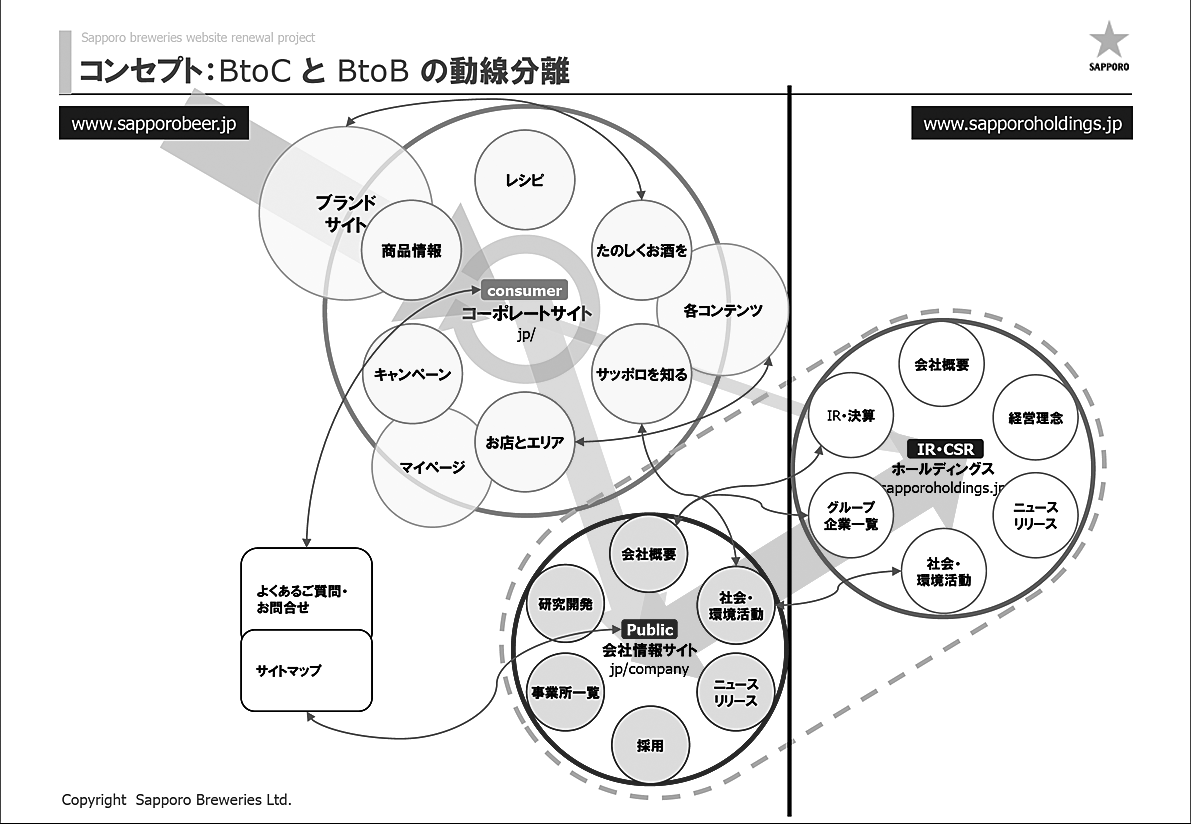 Sapporo breweries website renewal project
コンセプト：BtoC と BtoB の動線分離
SAPPORO
www.sapporobeer.jp
www.sapporoholdings.jp
レシピ
ブランド
サイト
商品情報
たのしくお酒を
各コンテンツ
consumer
コーポレートサイト
jp/
キャンペーン
サッポロを知る
お店とエリア
マイページ
会社概要
IR・決算
経営理念
IR・CSR
ホールディングス
sapporoholdings.jp
グループ
企業一覧
ニュース
リリース
社会・
環境活動
会社概要
研究開発
社会・
環境活動
Public
会社情報サイト
jp/company
事業所一覧
ニュース
リリース
採用
よくあるご質問・
お問合せ
サイトマップ
Copyright Sapporo Breweries Ltd.